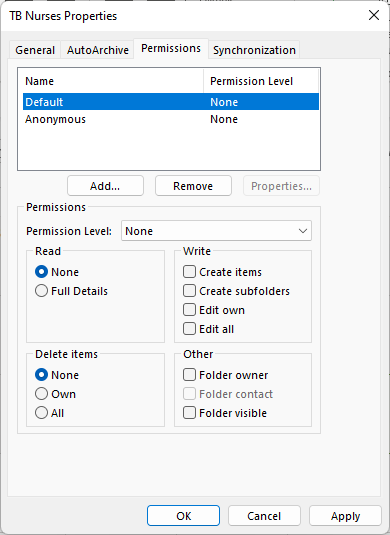 TB Nurses Properties
General AutoArchive Permissions Synchronization
Name Permission Level
Default None
Anonymous None
Add... Remove Properties...
Permissions
Permission Level: None
Read Write
None Create items
Full Details Create subfolders
Edit own
Edit all
Delete items Other
None Folder owner
Own Folder contact
All Folder visible
OK Cancel Apply